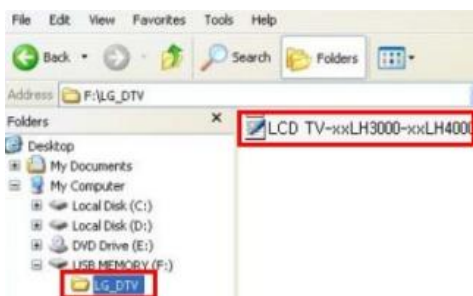 File Edit View Favorites Tools Help
Back Search Folders
Address F:\LG_DTV
Folders ×
LCD TV-xxLH3000-xxLH4000
Desktop
My Documents
My Computer
Local Disk (C:)
Local Disk (D:)
DVD Drive (E:)
USB MEMORY (F:)
LG_DTV